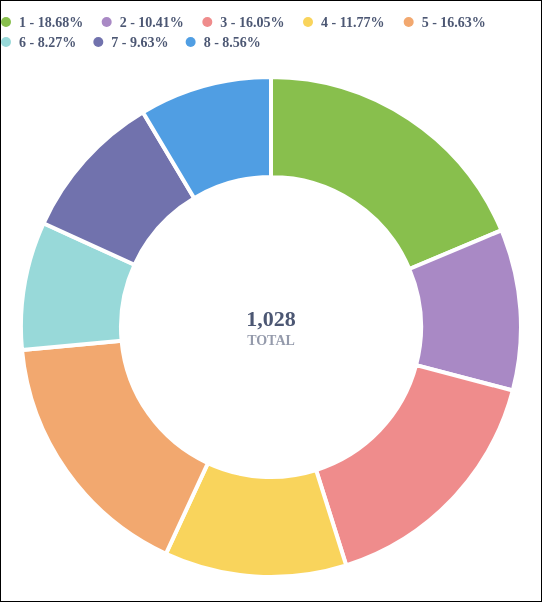 1 - 18.68% 2 - 10.41% 3 - 16.05% 4 - 11.77% 5 - 16.63%
6 - 8.27% 7 - 9.63% 8 - 8.56%
1,028
TOTAL